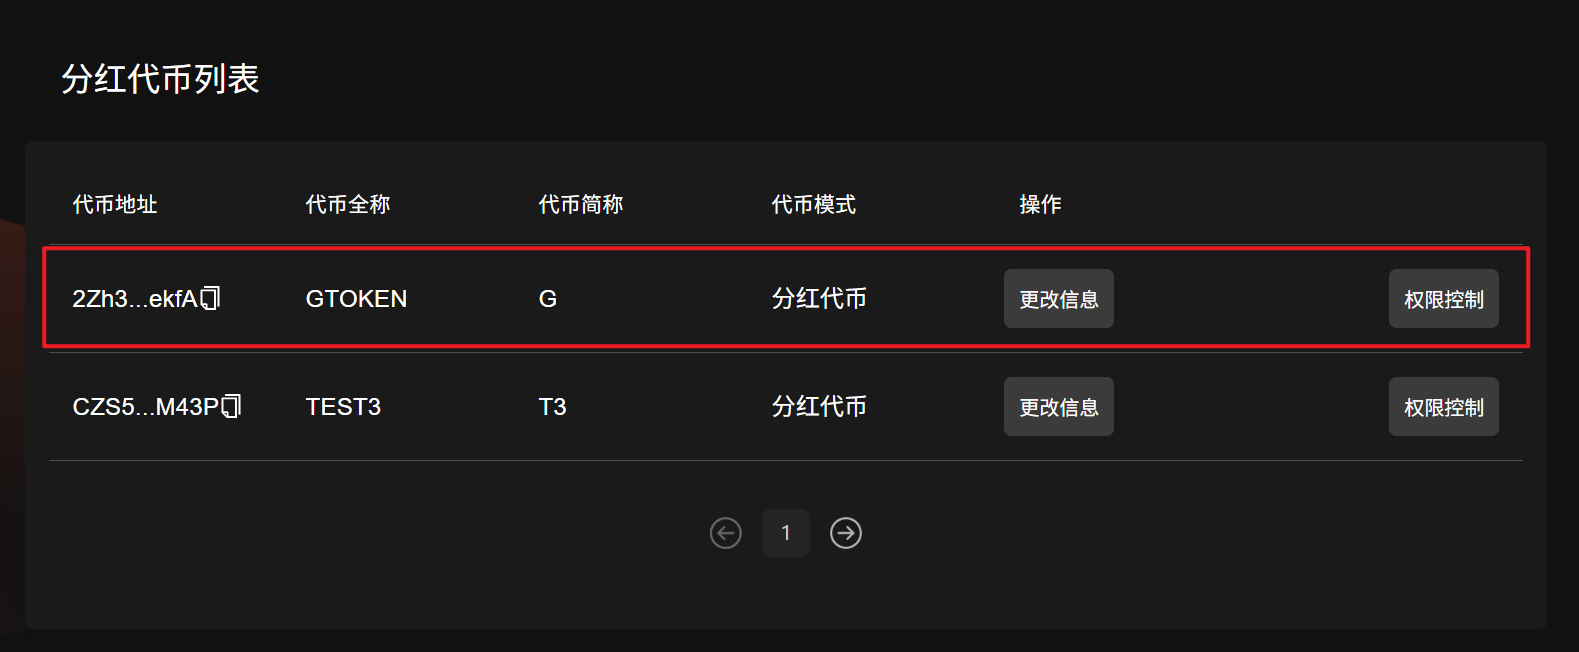 分红代币列表
代币地址 代币全称 代币简称 代币模式 操作
2Zh3...ekfA GTOKEN G 分红代币 更改信息 权限控制
CZS5...M43P TEST3 T3 分红代币 更改信息 权限控制
1